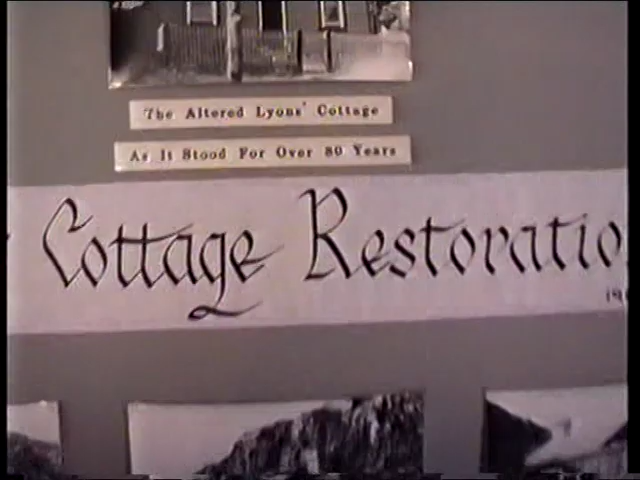 The Altered Lyons' Cottage
As It Stood For Over 80 Years
Cottage Restoratio